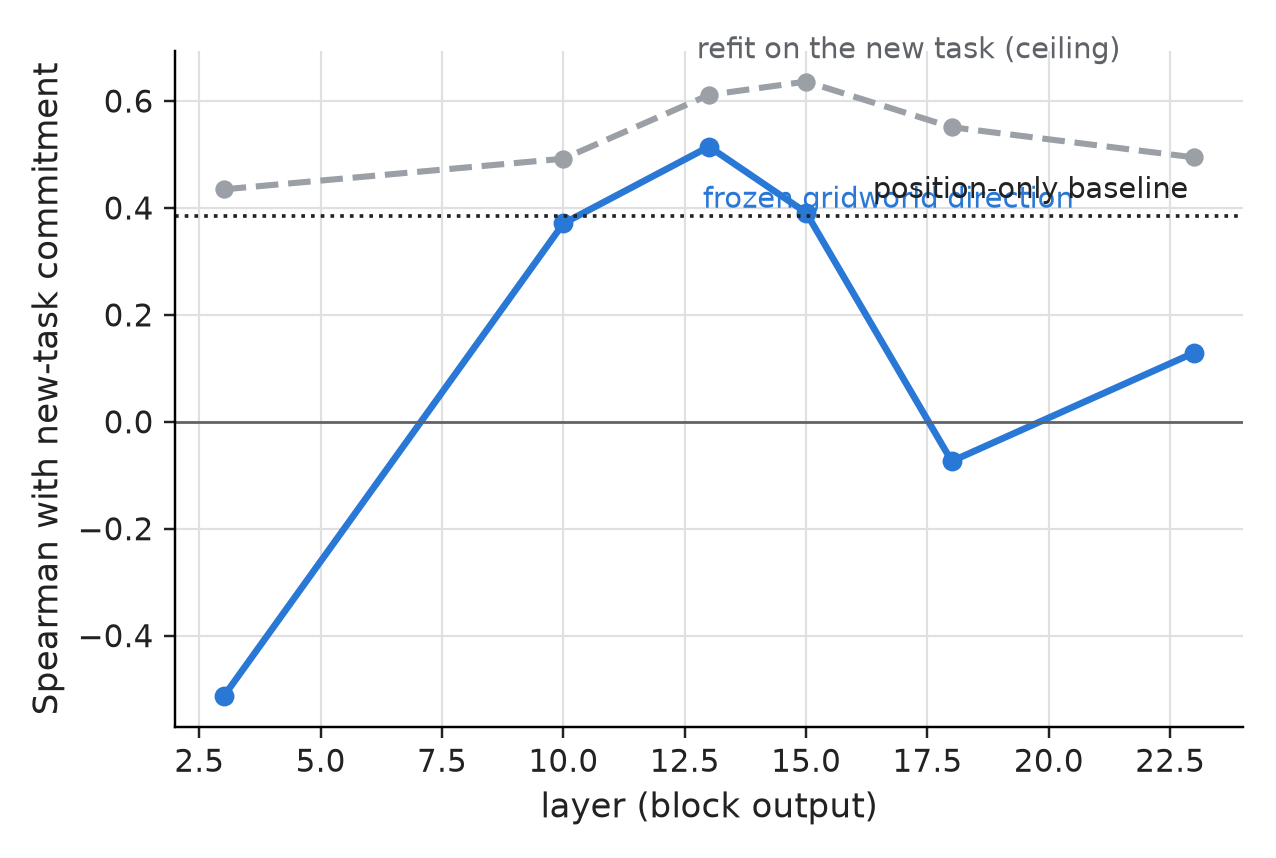 refit on the new task (ceiling)
frozen gridworld direction
position-only baseline
Spearman with new-task commitment
0.6
0.4
0.2
0.0
−0.2
−0.4
2.5 5.0 7.5 10.0 12.5 15.0 17.5 20.0 22.5
layer (block output)